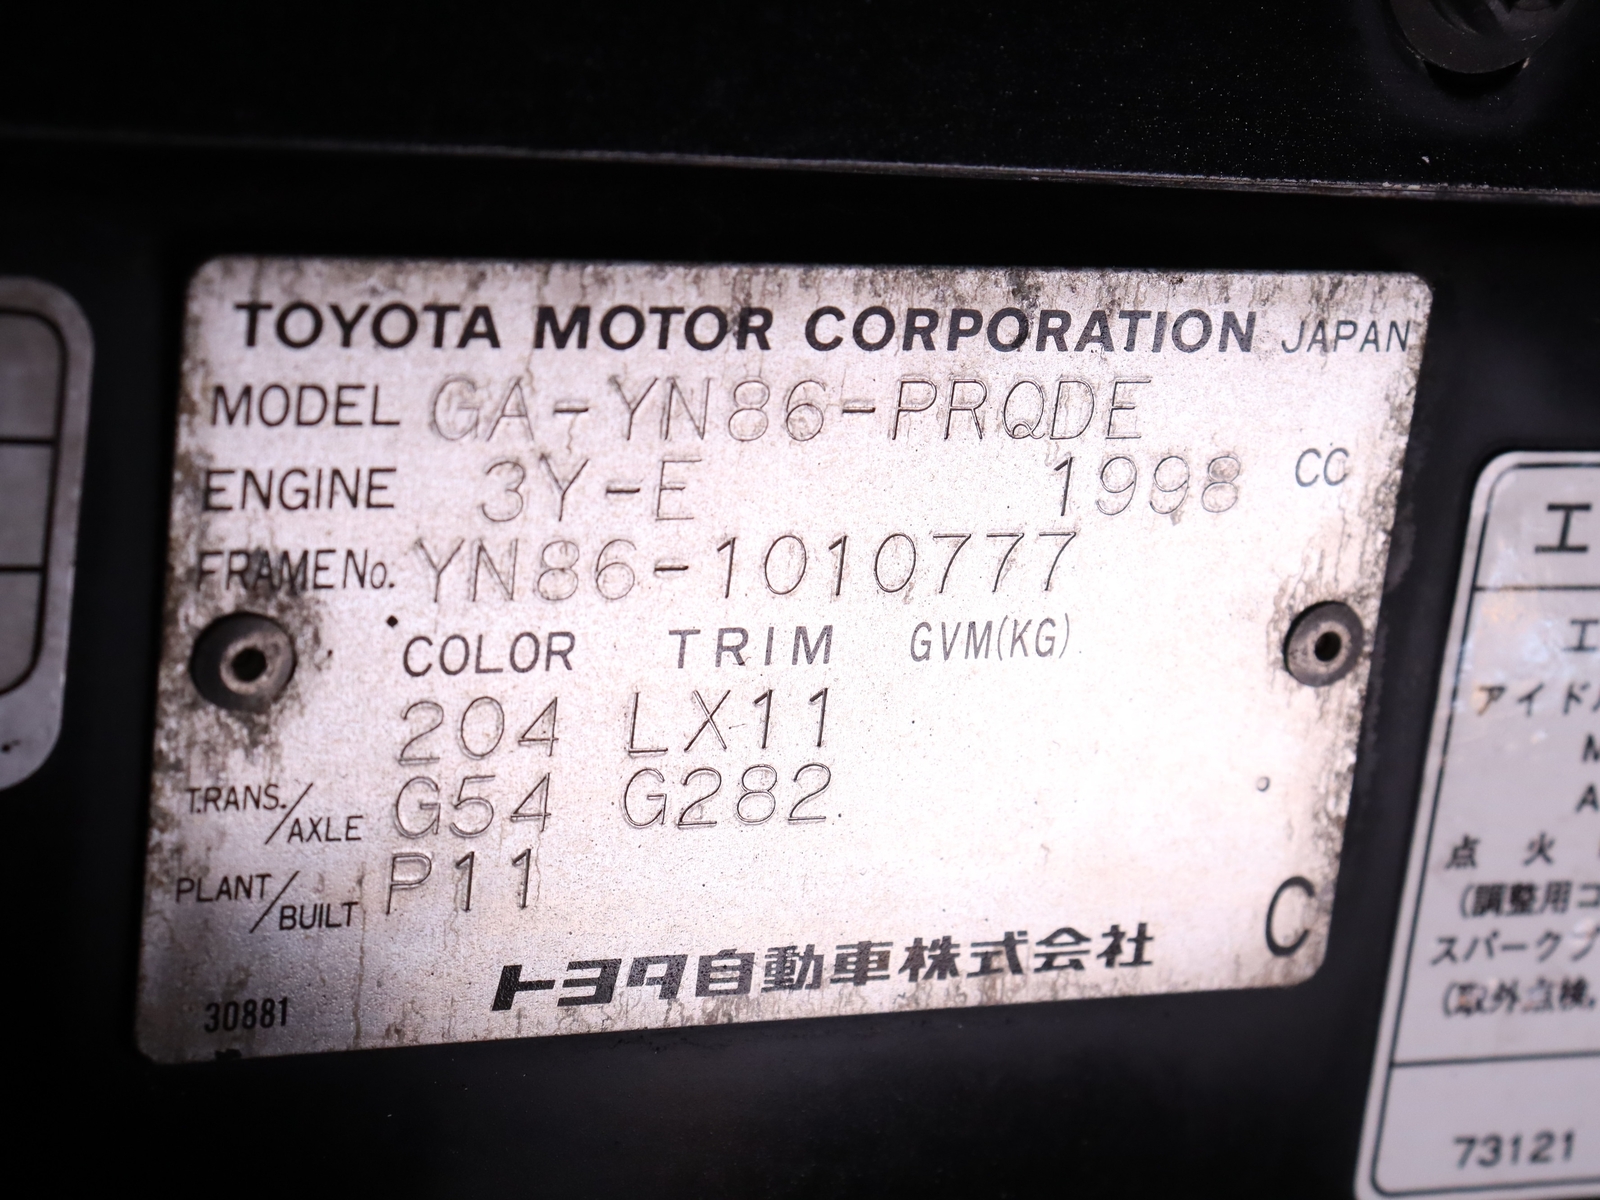 TOYOTA MOTOR CORPORATION JAPAN
MODEL GA-YN86-PRQDE
ENGINE 3Y-E 1998 CC
FRAME No. YN86-1010777
COLOR TRIM GVM(KG)
204 LX11
TRANS./AXLE G54 G282
PLANT/BUILT P11
C
トヨタ自動車株式会社
30881
エ
エ
アイドル
M
A
点 火
(調整用コ
スパークプ
(取外点検,
73121